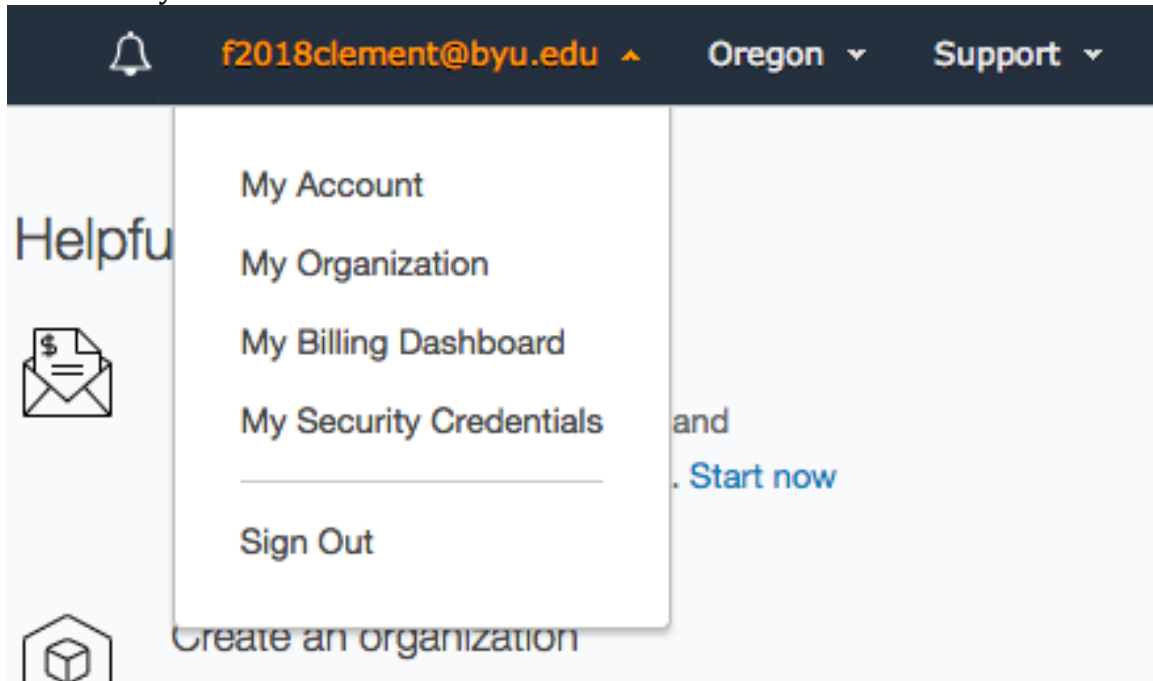 f2018clement@byu.edu Oregon Support
My Account
Helpfu
My Organization
$
My Billing Dashboard
My Security Credentials
and
. Start now
Sign Out
Create an organization